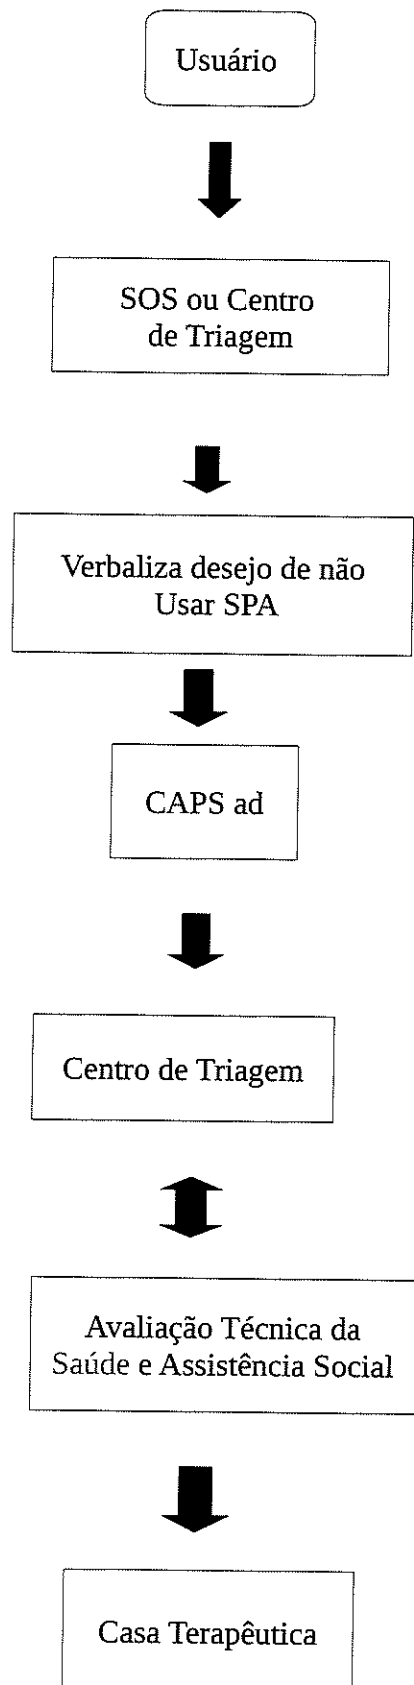 Usuário
SOS ou Centro
de Triagem
Verbaliza desejo de não
Usar SPA
CAPS ad
Centro de Triagem
Avaliação Técnica da
Saúde e Assistência Social
Casa Terapêutica